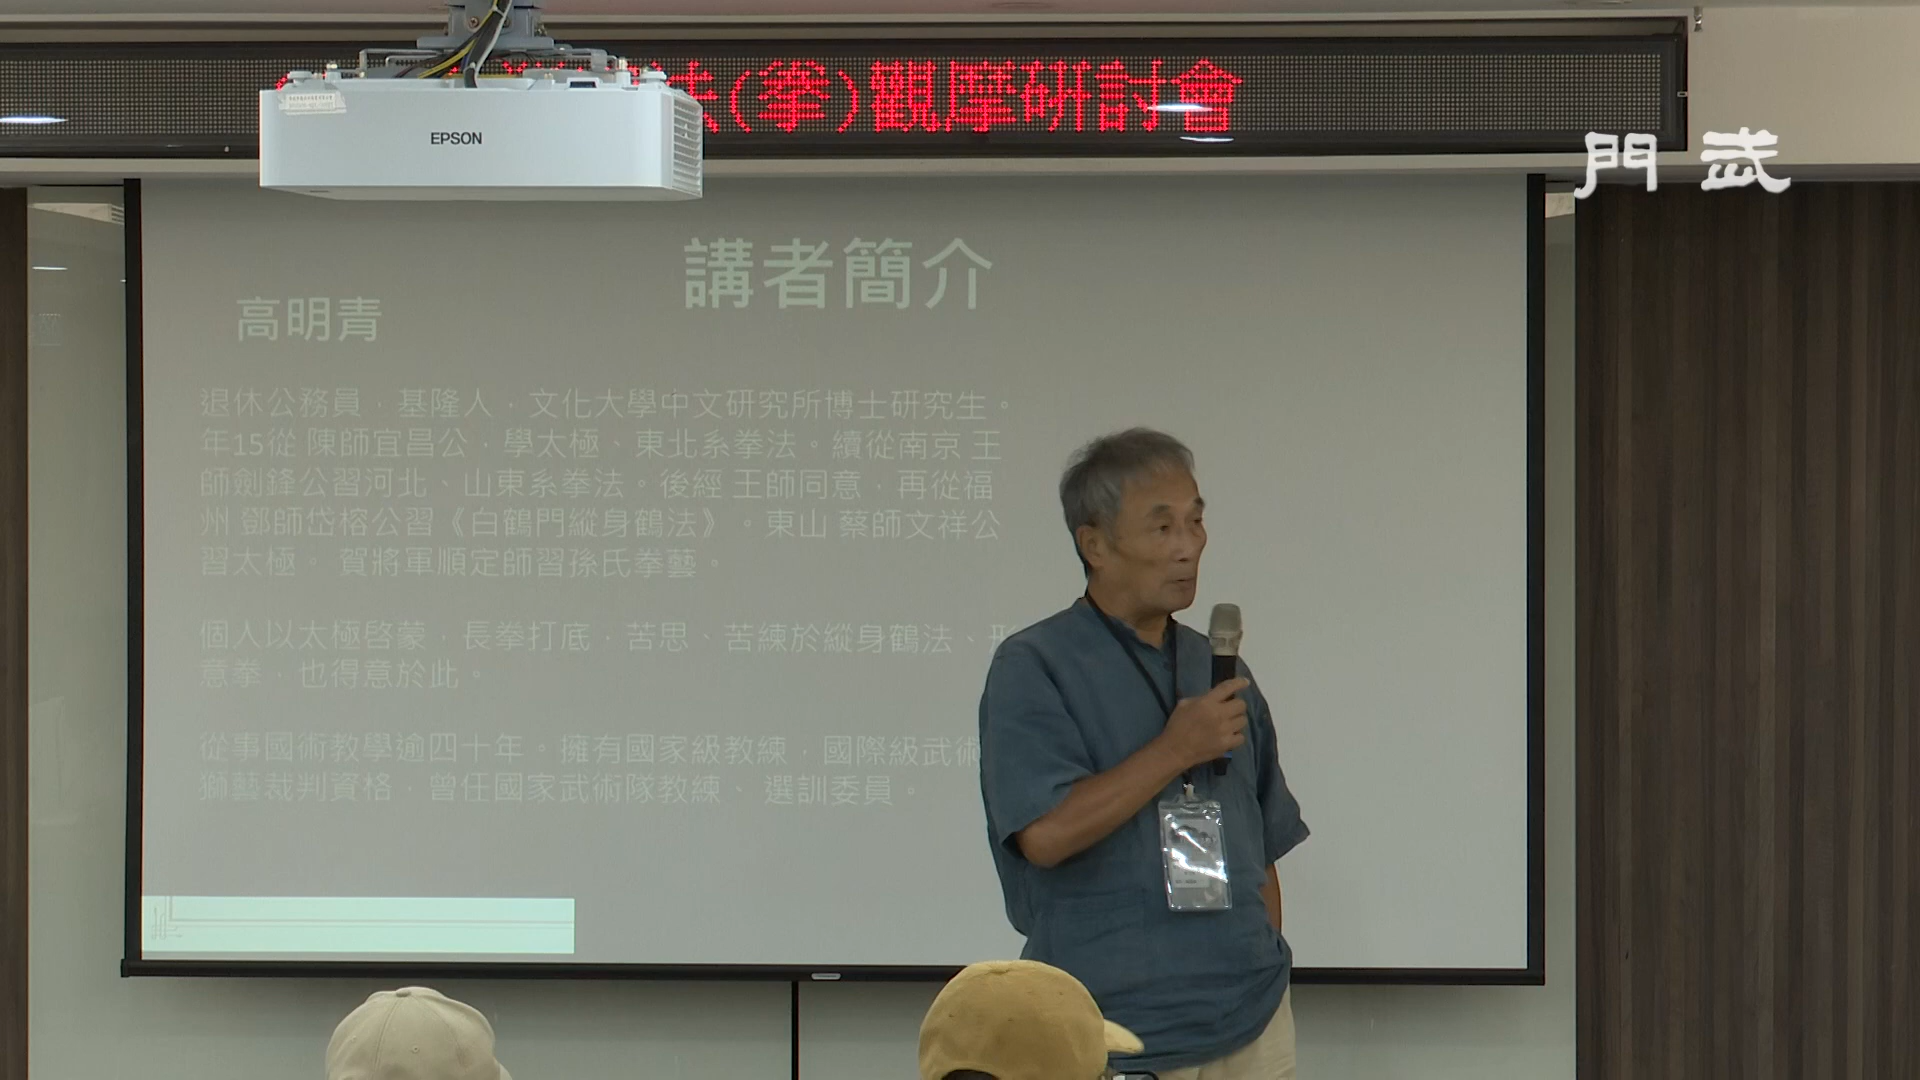 (拳)觀摩研討會
EPSON
門 武
講者簡介
高明青
退休公務員，基隆人，文化大學中文研究所博士研究生。
年15從 陳師宜昌公，學太極、東北系拳法。續從南京 王
師劍鋒公習河北、山東系拳法。後經 王師同意，再從福
州 鄧師岱榕公習《白鶴門縱身鶴法》。東山 蔡師文祥公
習太極。 賀將軍順定師習孫氏拳藝。
個人以太極啓蒙，長拳打底，苦思、苦練於縱身鶴法、形
意拳，也得意於此。
從事國術教學逾四十年。擁有國家級教練，國際級武術
獅藝裁判資格，曾任國家武術隊教練、選訓委員。